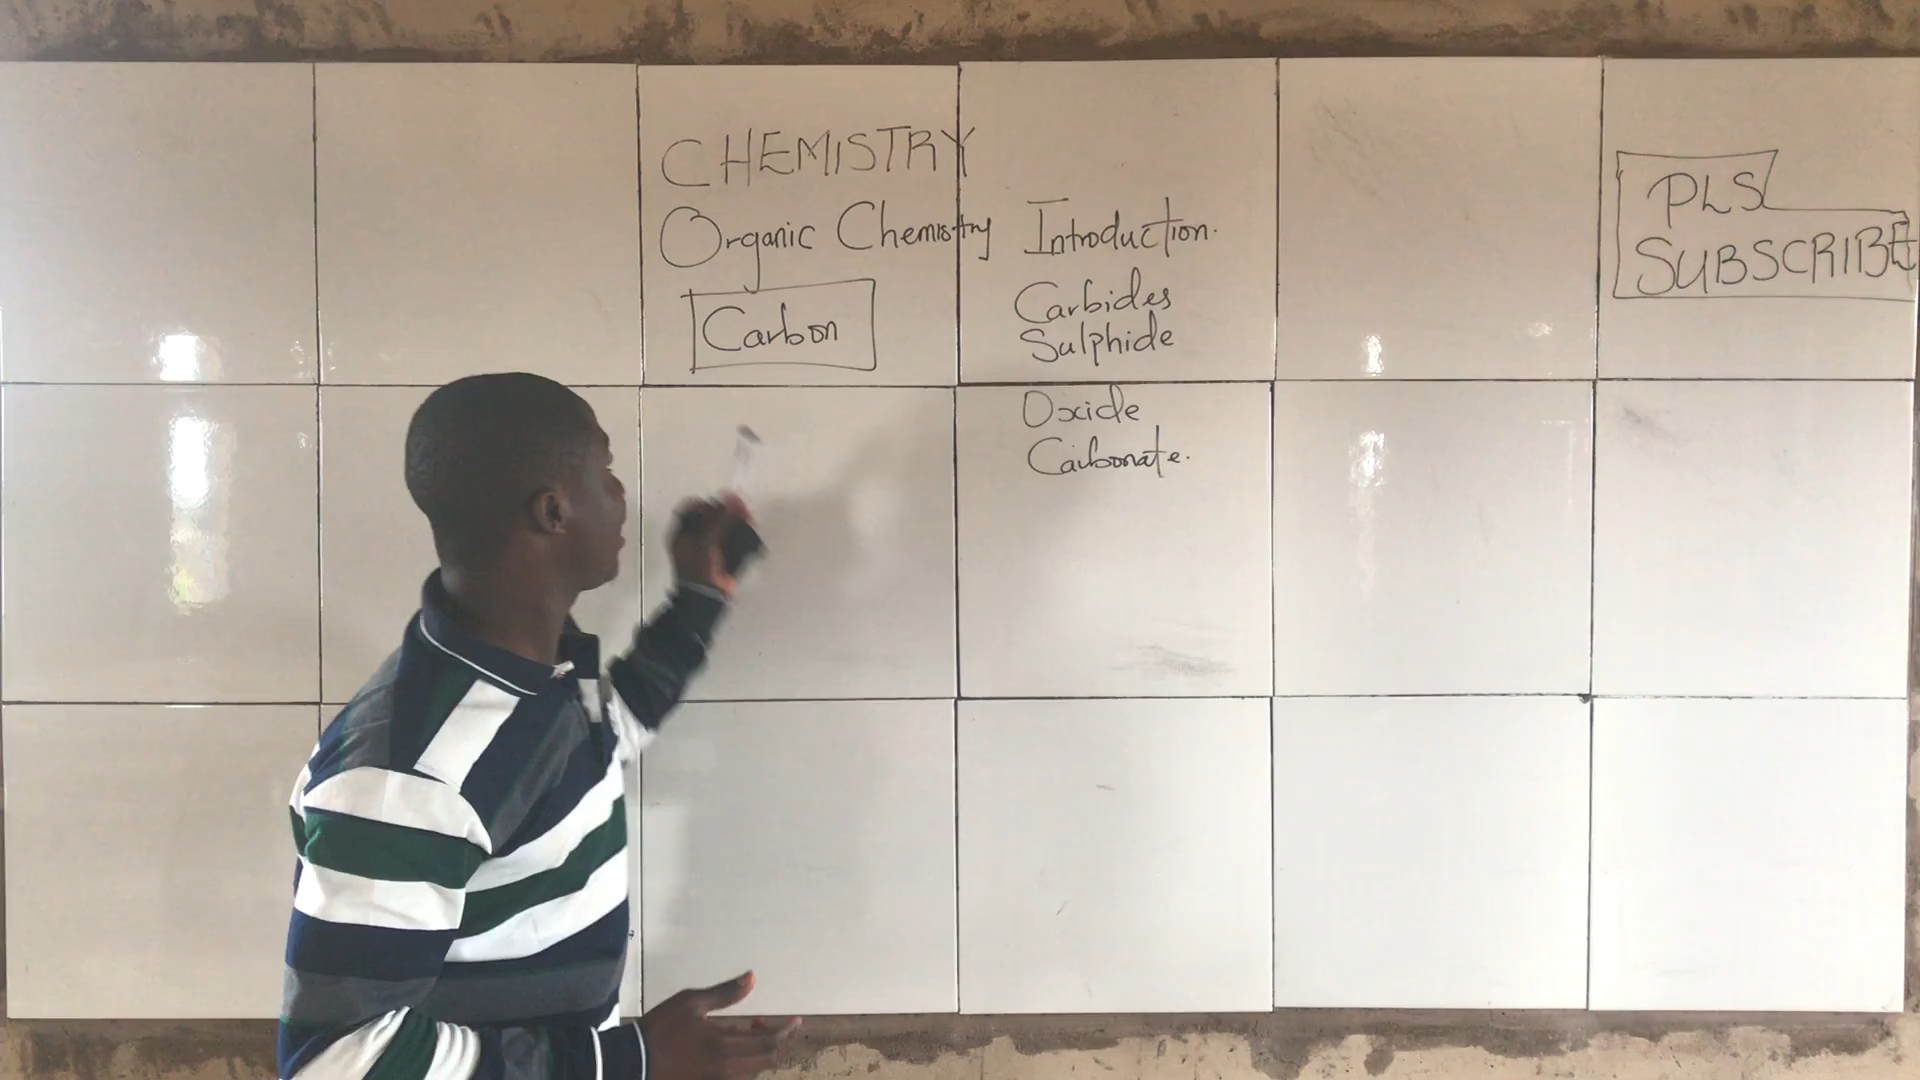 CHEMISTRY
Organic Chemistry
Carbon
Introduction.
Carbides
Sulphide
Oxide
Carbonate.
PLS
SUBSCRIBE